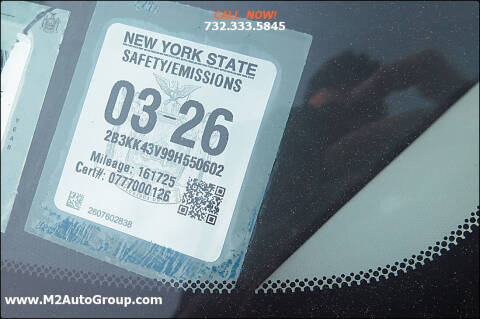 CALL NOW!
732.333.5845
NEW YORK STATE
SAFETY/EMISSIONS
03-26
2B3KK43V99H550602
Mileage: 161725
Cert#: 0777000126
2607602838
YEAR
www.M2AutoGroup.com